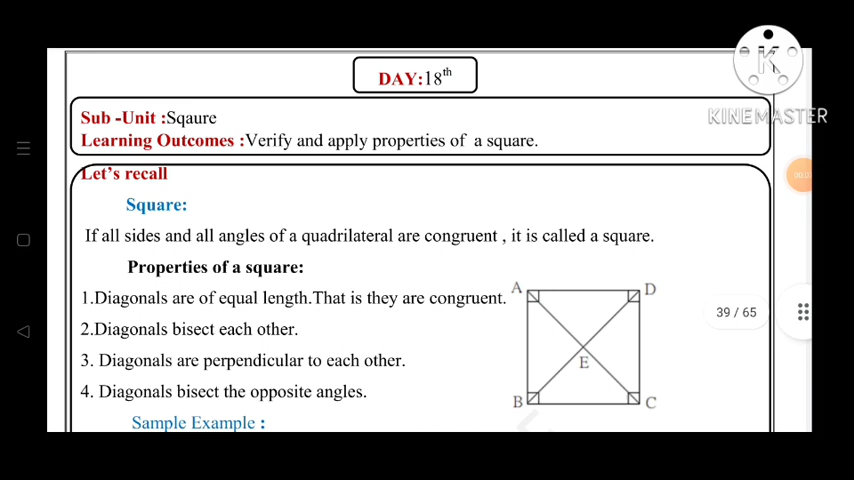 DAY:18th
KINEMASTER
Sub -Unit :Sqaure
Learning Outcomes :Verify and apply properties of a square.
Let's recall
Square:
If all sides and all angles of a quadrilateral are congruent , it is called a square.
Properties of a square:
1.Diagonals are of equal length.That is they are congruent.
2.Diagonals bisect each other.
3. Diagonals are perpendicular to each other.
4. Diagonals bisect the opposite angles.
A
D
E
B
C
39 / 65
Sample Example :